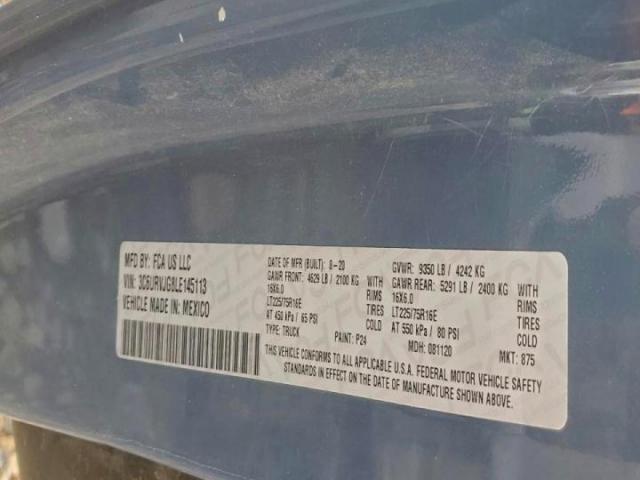 MFD BY: FCA US LLC
DATE OF MFR (BUILT): 8-20
GVWR: 9350 LB / 4242 KG
VIN: 3C6URVJG8LE145113
GAWR FRONT: 4629 LB / 2100 KG
GAWR REAR: 5291 LB / 2400 KG
VEHICLE MADE IN: MEXICO
16X6.0 RIMS
16X6.0 RIMS
LT225/75R16E TIRES
LT225/75R16E TIRES
AT 450 kPa / 65 PSI COLD
AT 550 kPa / 80 PSI COLD
TYPE: TRUCK
PAINT: P24
MDH: 081120
MKT: 875
THIS VEHICLE CONFORMS TO ALL APPLICABLE U.S.A. FEDERAL MOTOR VEHICLE SAFETY
STANDARDS IN EFFECT ON THE DATE OF MANUFACTURE SHOWN ABOVE.